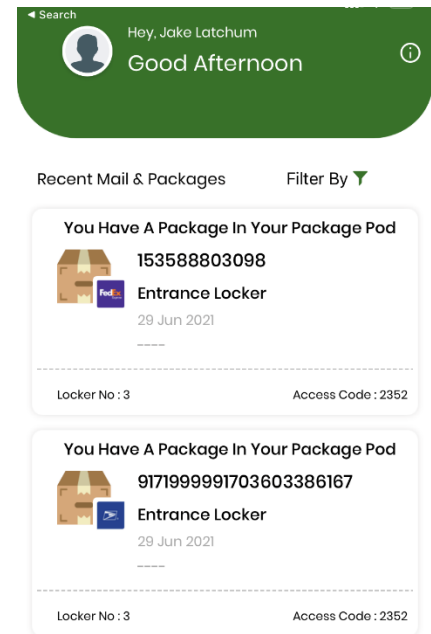 Search
Hey, Jake Latchum
Good Afternoon
Recent Mail & Packages
Filter By
You Have A Package In Your Package Pod
153588803098
FedEx
Entrance Locker
29 Jun 2021
----
Locker No : 3
Access Code : 2352
You Have A Package In Your Package Pod
9171999991703603386167
Entrance Locker
29 Jun 2021
----
Locker No : 3
Access Code : 2352